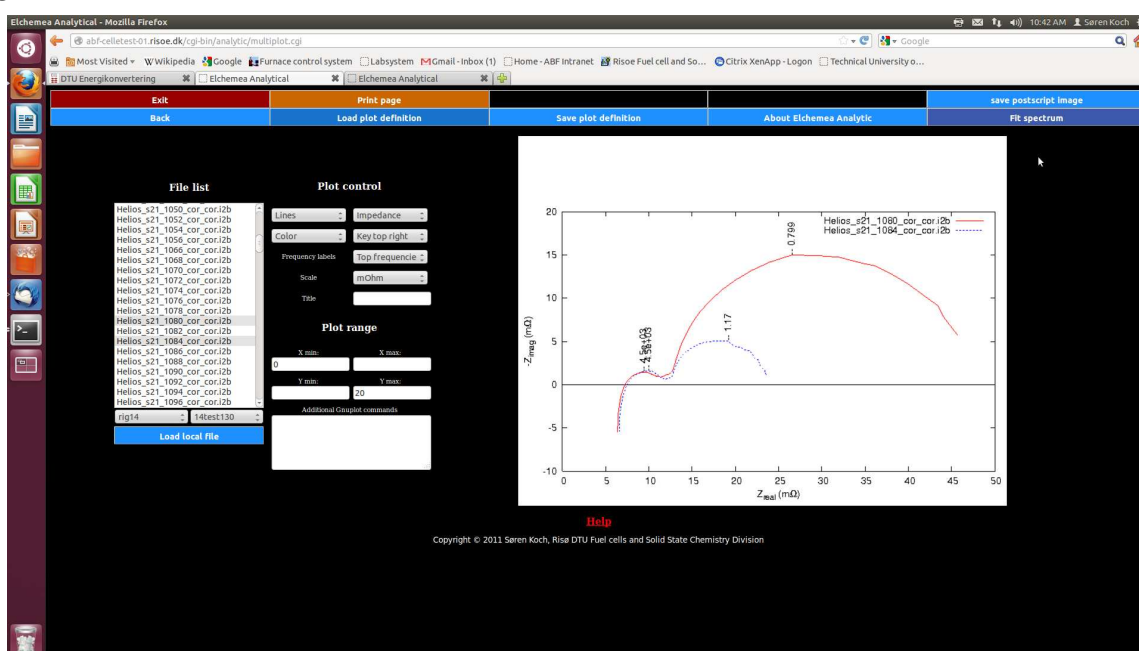 Elchemea Analytical - Mozilla Firefox
10:42 AM Søren Koch
abf-celletest-01.risoe.dk/cgi-bin/analytic/multiplot.cgi
Google
Most Visited Wikipedia Google Furnace control system Labsystem Gmail - Inbox (1) Home - ABF Intranet Risoe Fuel cell and So... Citrix XenApp - Logon Technical University o...
DTU Energikonvertering Elchemea Analytical Elchemea Analytical
Exit Print page save postscript image
Back Load plot definition Save plot definition About Elchemea Analytic Fit spectrum
File list
Helios_s21_1050_cor_cor.i2b
Helios_s21_1052_cor_cor.i2b
Helios_s21_1054_cor_cor.i2b
Helios_s21_1056_cor_cor.i2b
Helios_s21_1066_cor_cor.i2b
Helios_s21_1068_cor_cor.i2b
Helios_s21_1070_cor_cor.i2b
Helios_s21_1072_cor_cor.i2b
Helios_s21_1074_cor_cor.i2b
Helios_s21_1076_cor_cor.i2b
Helios_s21_1078_cor_cor.i2b
Helios_s21_1080_cor_cor.i2b
Helios_s21_1082_cor_cor.i2b
Helios_s21_1084_cor_cor.i2b
Helios_s21_1086_cor_cor.i2b
Helios_s21_1088_cor_cor.i2b
Helios_s21_1090_cor_cor.i2b
Helios_s21_1092_cor_cor.i2b
Helios_s21_1094_cor_cor.i2b
Helios_s21_1096_cor_cor.i2b
rig14 14test130
Load local file
Plot control
Lines Impedance
Color Key top right
Frequency labels Top frequencie
Scale mOhm
Title
Plot range
X min: X max:
0
Y min: Y max:
20
Additional Gnuplot commands
Helios_s21_1080_cor_cor.i2b
Helios_s21_1084_cor_cor.i2b
0.799
1.17
4.5e+03
4.5e+03
-Zimag (mΩ)
20
15
10
5
0
-5
-10
0 5 10 15 20 25 30 35 40 45 50
Zreal (mΩ)
Help
Copyright © 2011 Søren Koch, Risø DTU Fuel cells and Solid State Chemistry Division